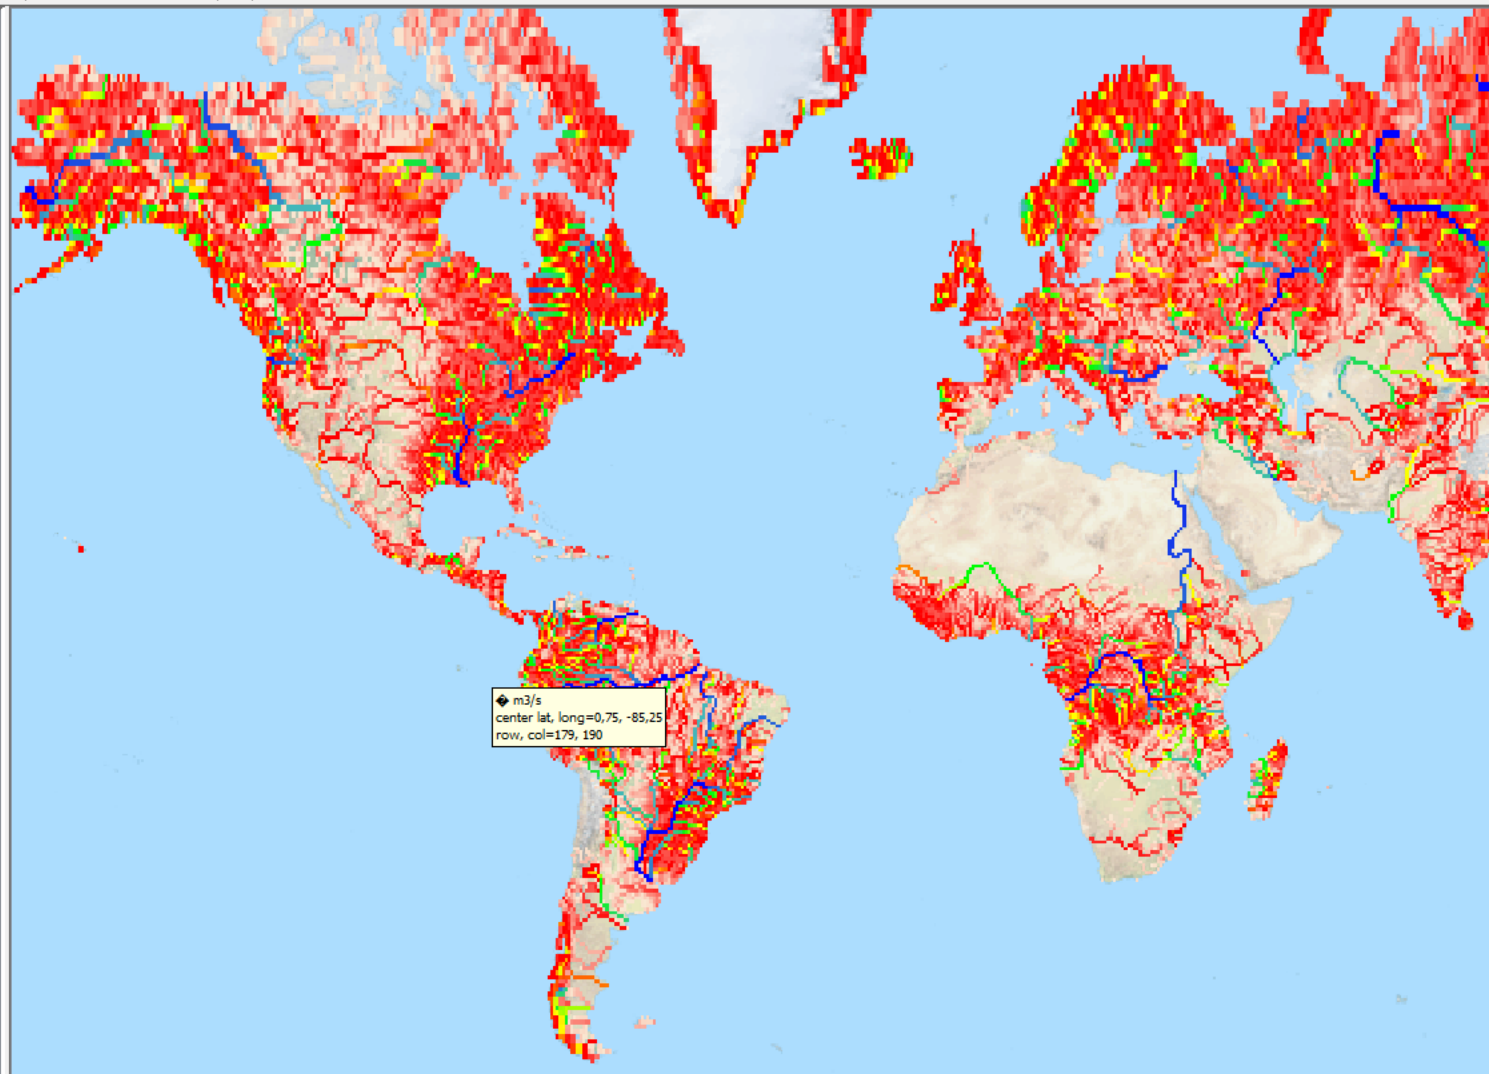 � m3/s
center lat, long=0,75, -85,25
row, col=179, 190